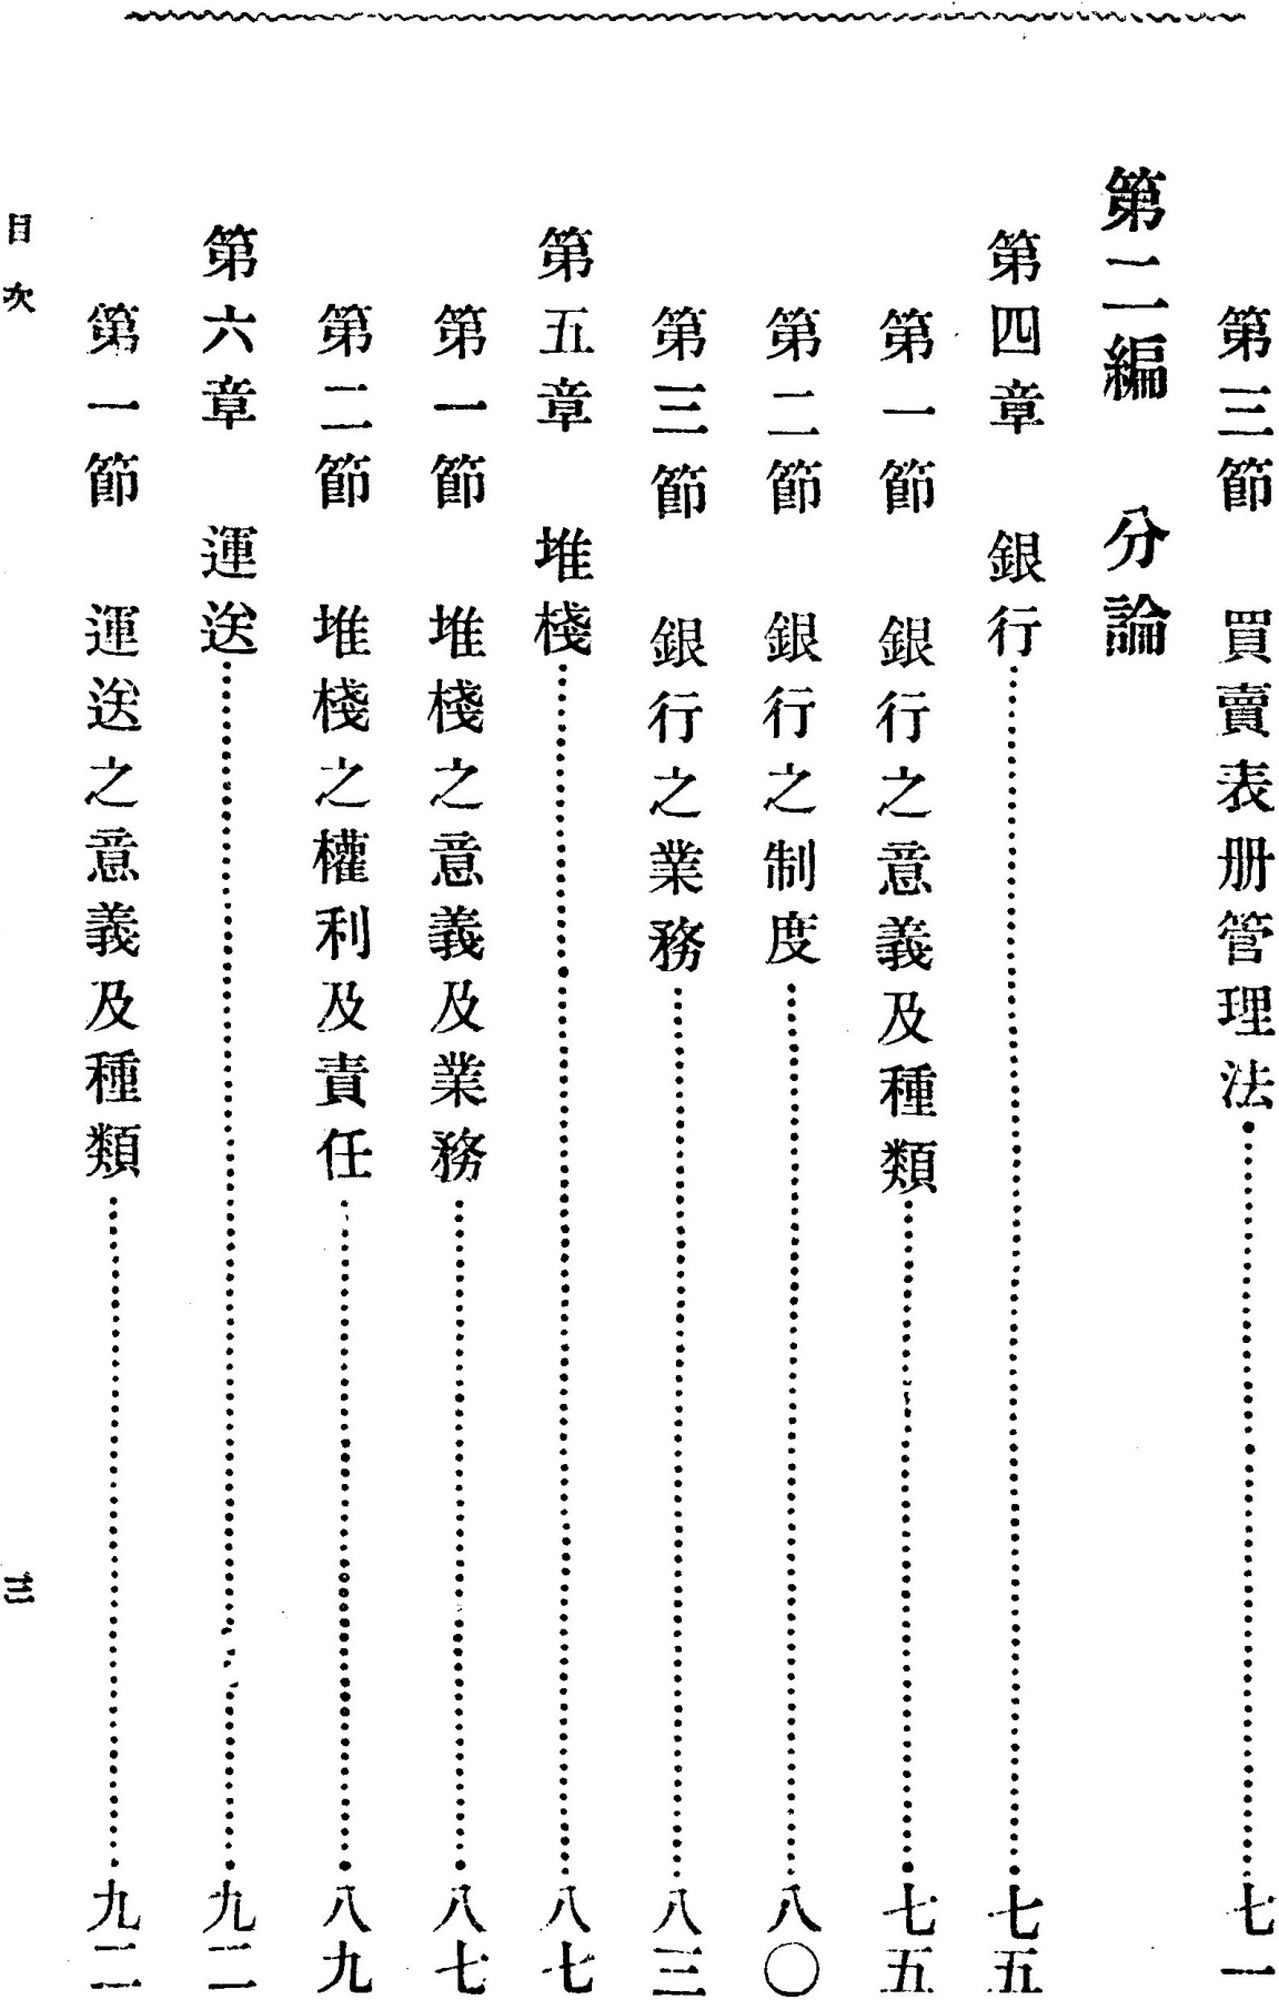 第三節　買賣表册管理法…………七一
第二編　分論
第四章　銀行…………七五
第一節　銀行之意義及種類…………七五
第二節　銀行之制度…………八〇
第三節　銀行之業務…………八三
第五章　堆棧…………八七
第一節　堆棧之意義及業務…………八七
第二節　堆棧之權利及責任…………八九
第六章　運送…………九二
第一節　運送之意義及種類…………九二
目次　三